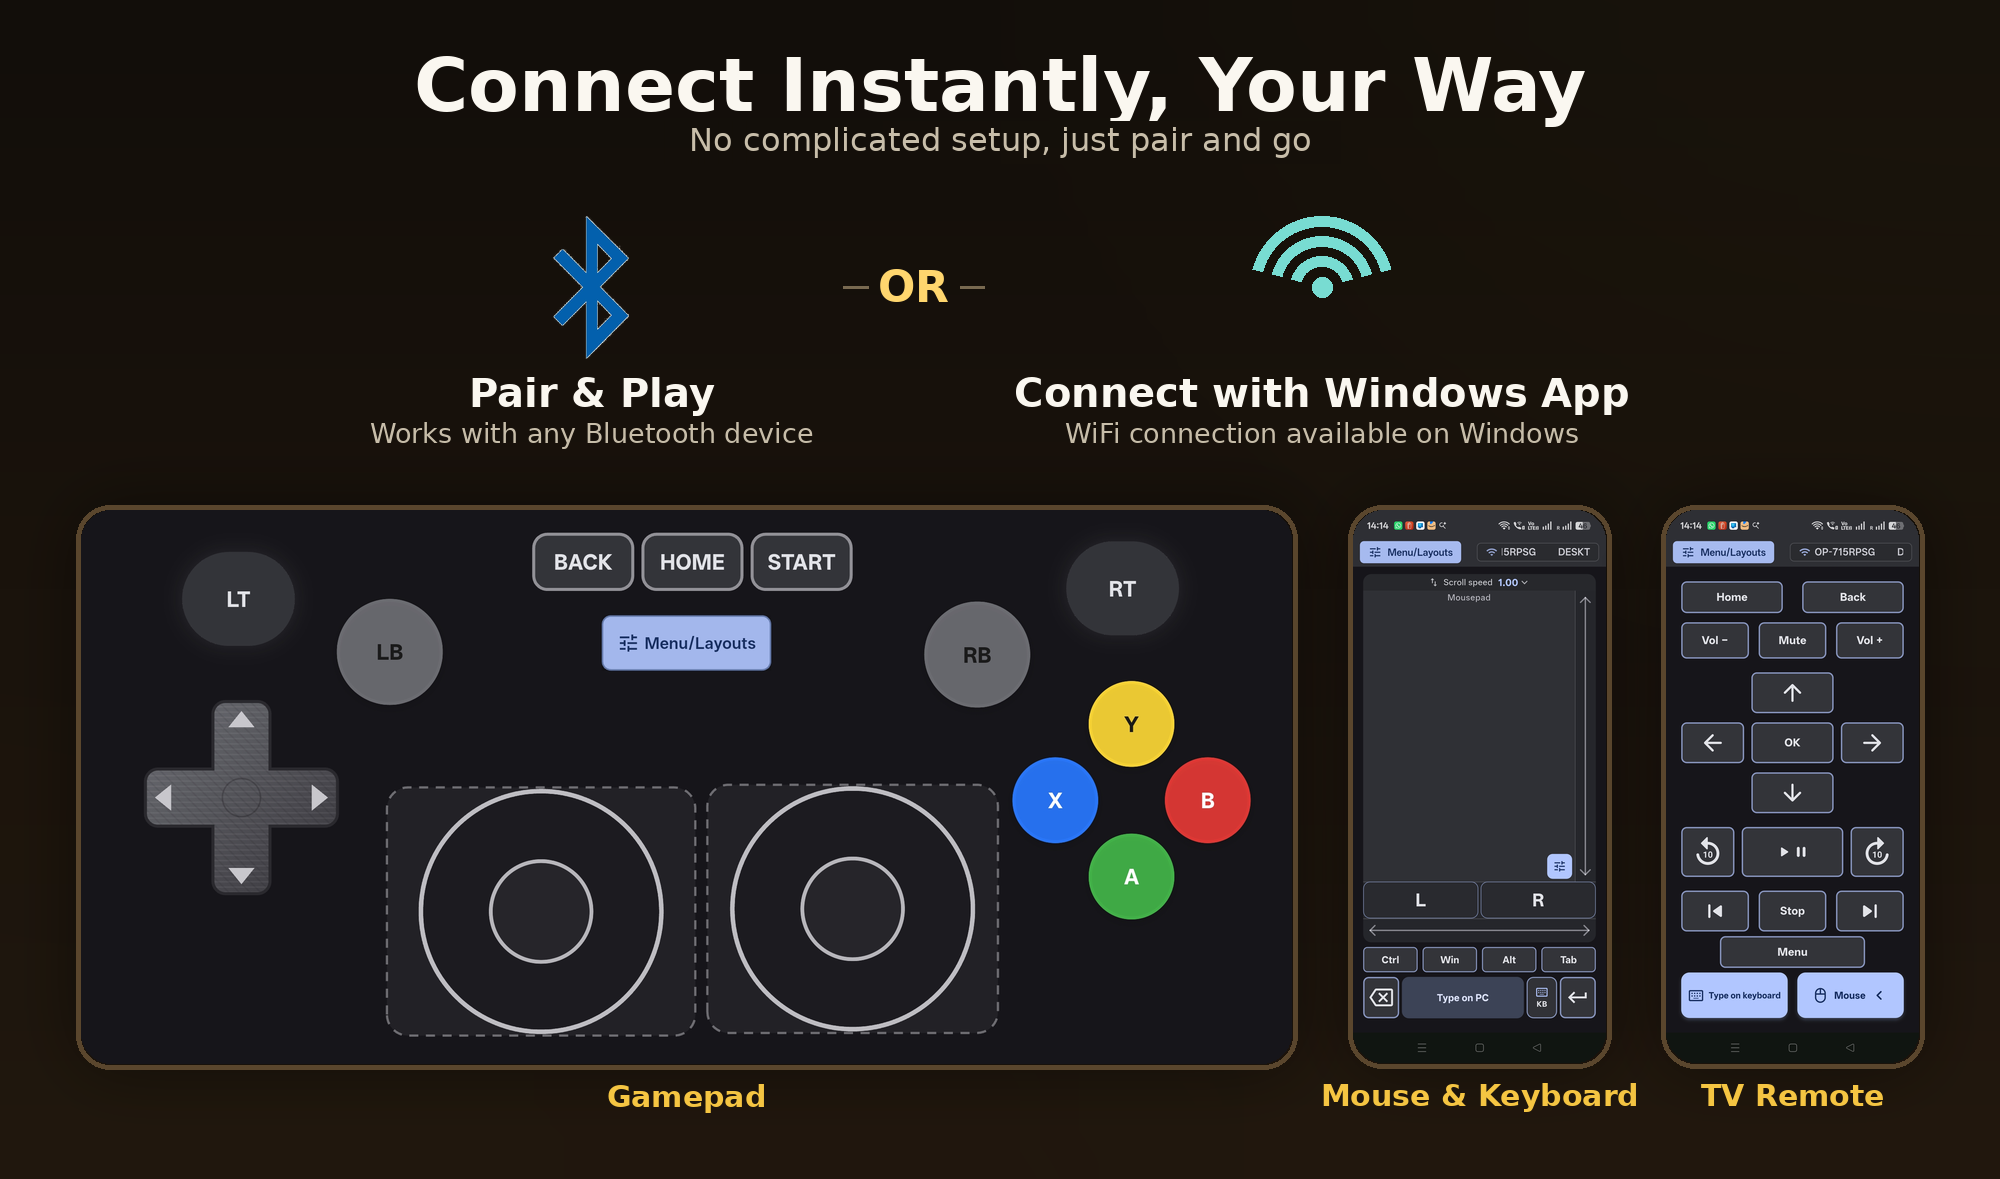 Connect Instantly, Your Way
No complicated setup, just pair and go
OR
Pair & Play
Works with any Bluetooth device
Connect with Windows App
WiFi connection available on Windows
LT
LB
BACK HOME START
Menu/Layouts
RT
RB
Y
X
B
A
Gamepad
14:14
Menu/Layouts
I5RPSG DESKT
Scroll speed 1.00
Mousepad
L R
Ctrl Win Alt Tab
Type on PC
KB
Mouse & Keyboard
14:14
Menu/Layouts
OP-715RPSG D
Home Back
Vol − Mute Vol +
OK
10 10
Stop
Menu
Type on keyboard Mouse
TV Remote